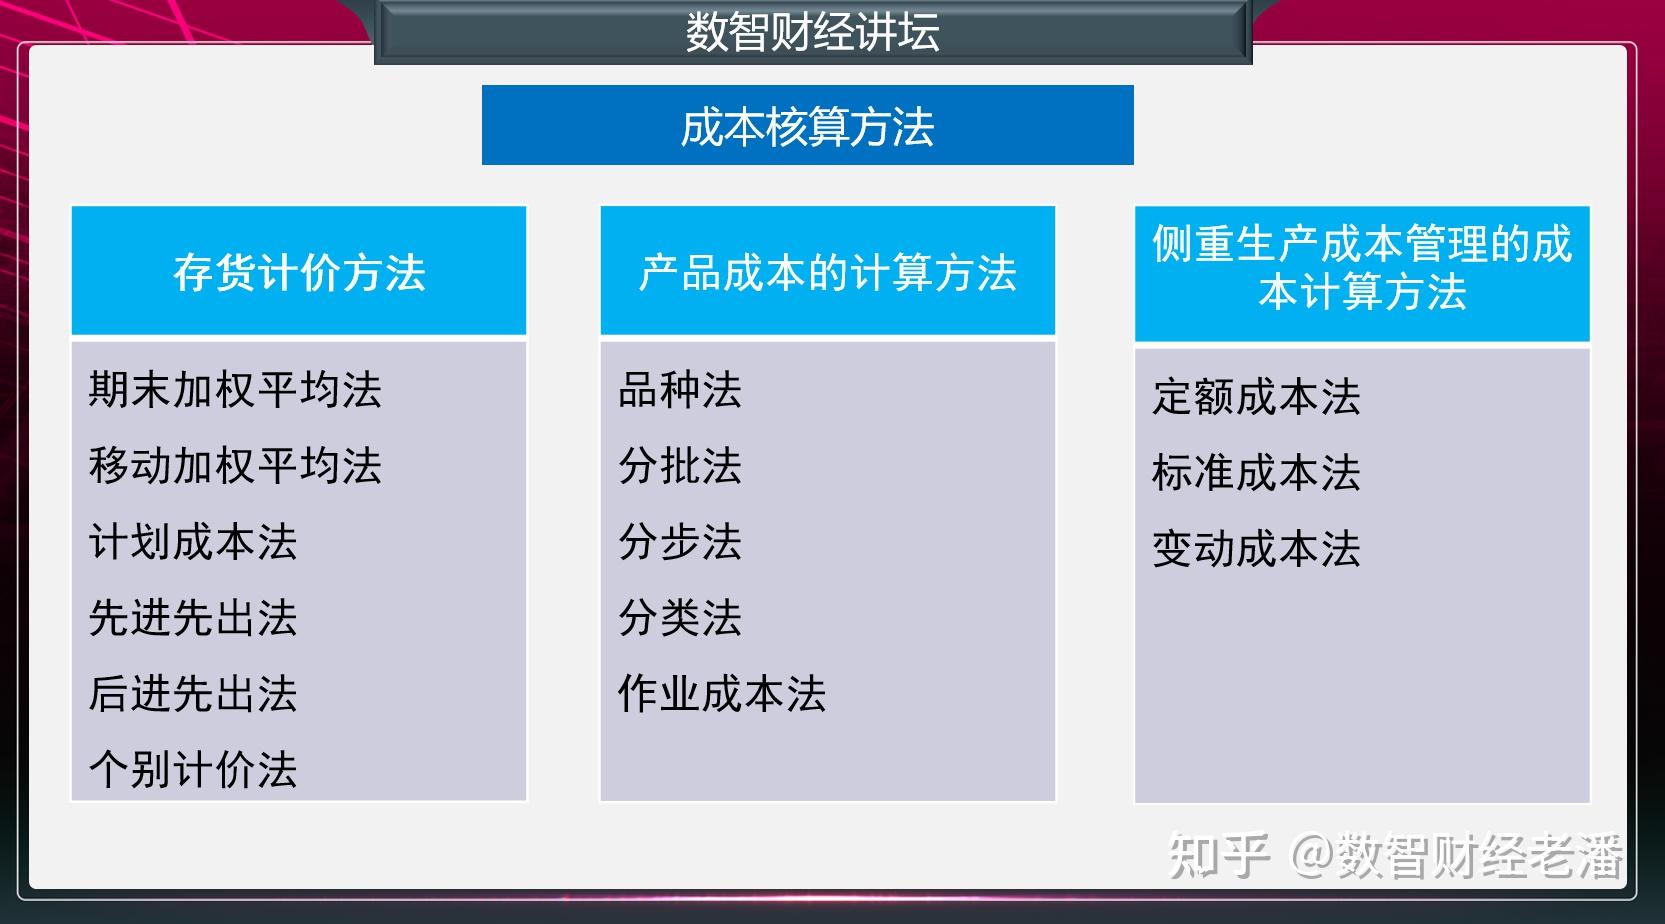 数智财经讲坛
成本核算方法
存货计价方法
期末加权平均法
移动加权平均法
计划成本法
先进先出法
后进先出法
个别计价法
产品成本的计算方法
品种法
分批法
分步法
分类法
作业成本法
侧重生产成本管理的成
本计算方法
定额成本法
标准成本法
变动成本法
知乎 @数智财经老潘